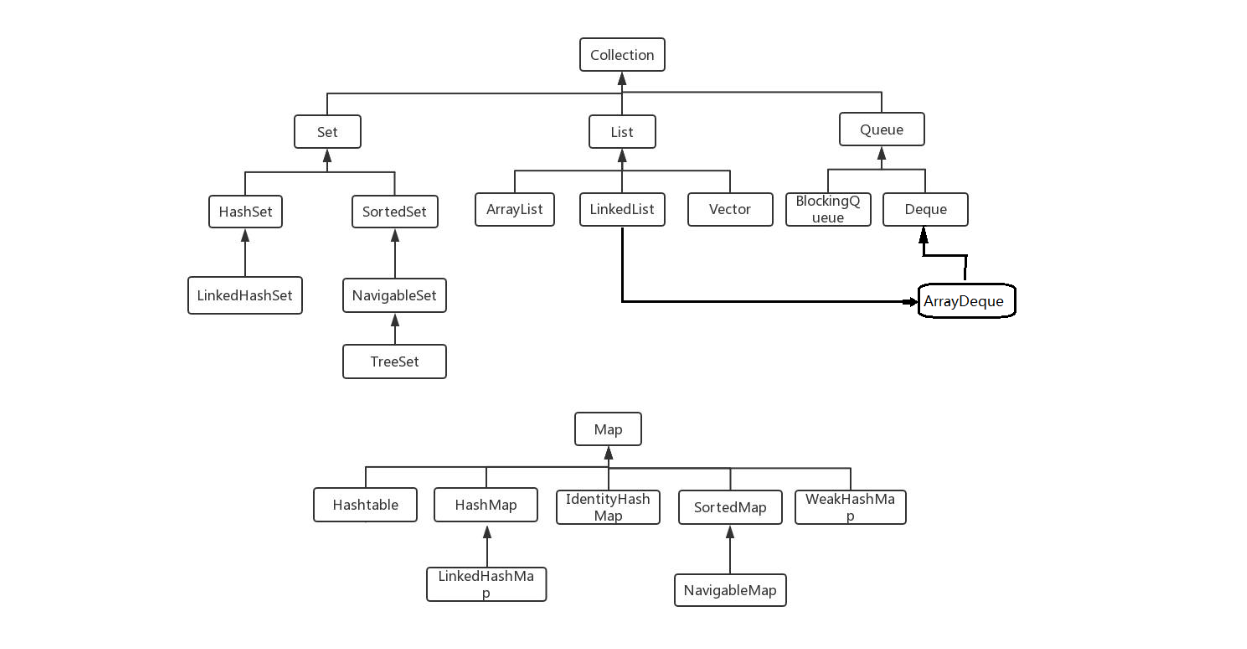 Collection
Set
List
Queue
HashSet
SortedSet
ArrayList
LinkedList
Vector
BlockingQ
ueue
Deque
LinkedHashSet
NavigableSet
ArrayDeque
TreeSet
Map
Hashtable
HashMap
IdentityHash
Map
SortedMap
WeakHashMa
p
LinkedHashMa
p
NavigableMap